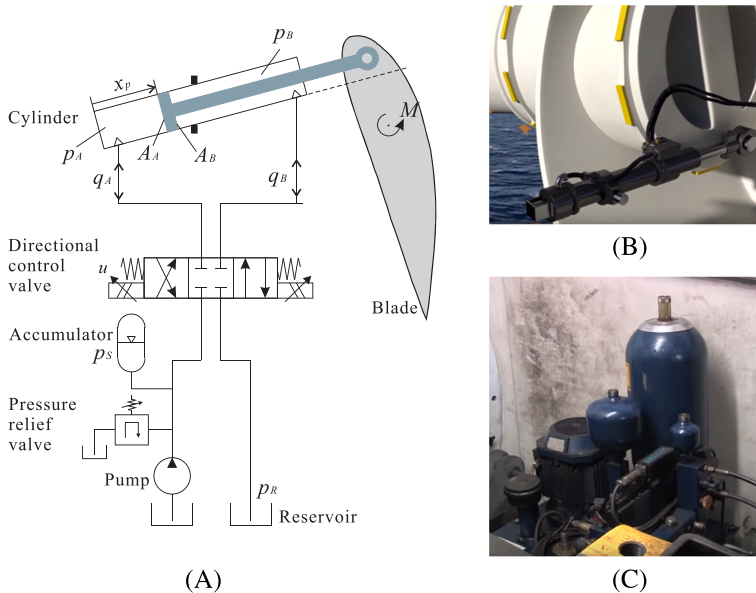 p_B
x_p
Cylinder
p_A
A_A
A_B
M
q_A
q_B
Directional
control
valve
u
Blade
Accumulator
p_S
Pressure
relief
valve
Pump
p_R
Reservoir
(A)
(B)
(C)